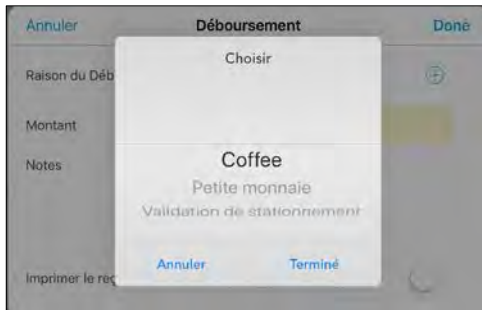 Annuler Déboursement Done
Choisir
Raison du Déb
Montant
Notes
Coffee
Petite monnaie
Validation de stationnement
Annuler Terminé
Imprimer le reç